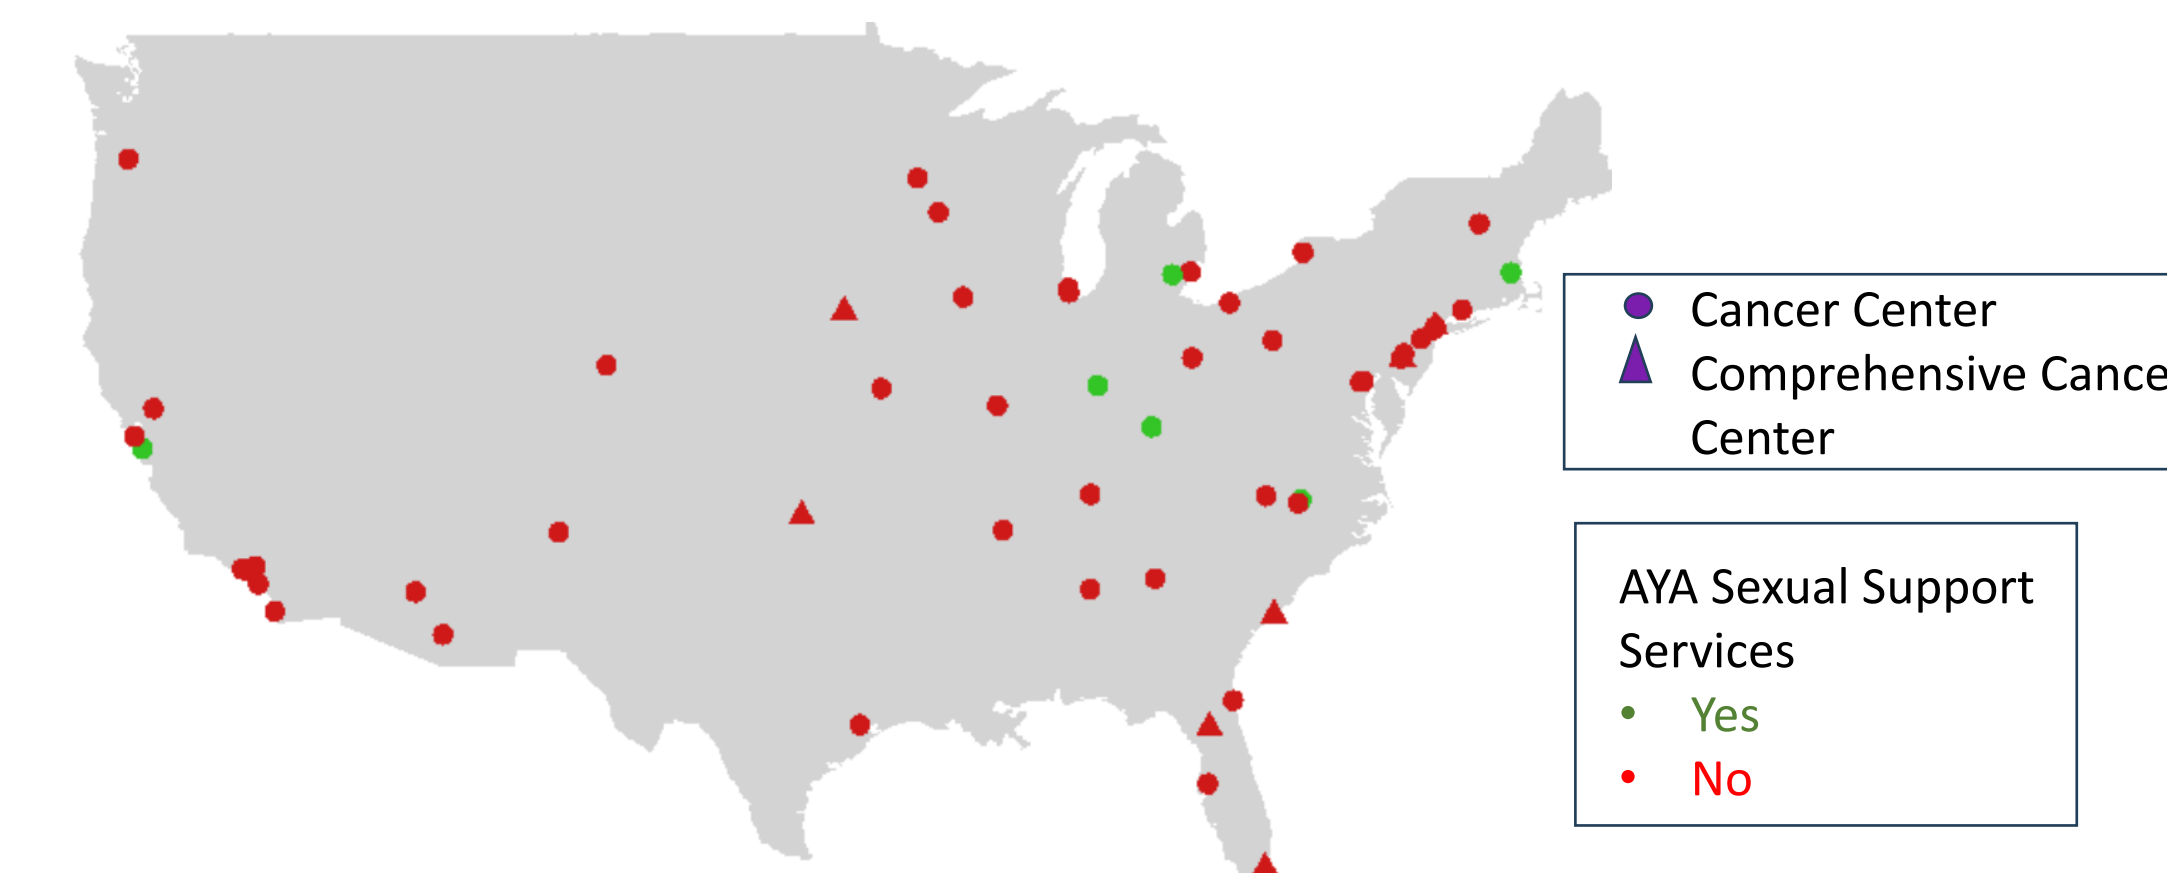 Cancer Center
Comprehensive Cance
Center
AYA Sexual Support
Services
• Yes
• No